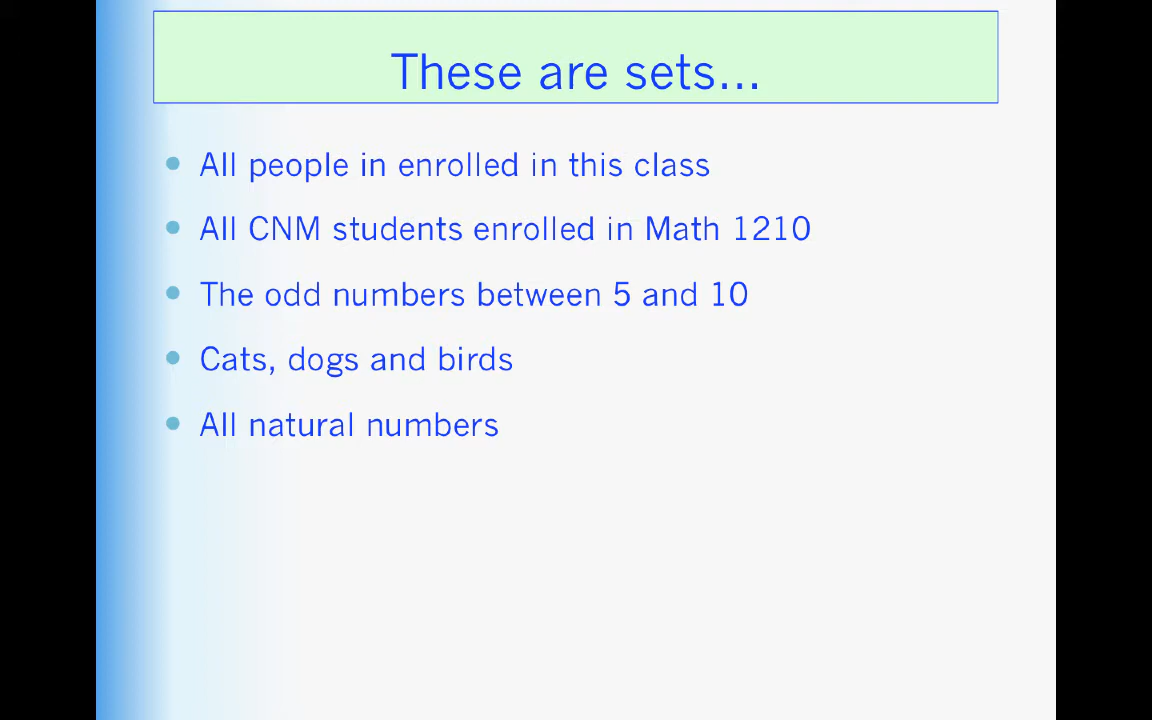 These are sets...
• All people in enrolled in this class
• All CNM students enrolled in Math 1210
• The odd numbers between 5 and 10
• Cats, dogs and birds
• All natural numbers